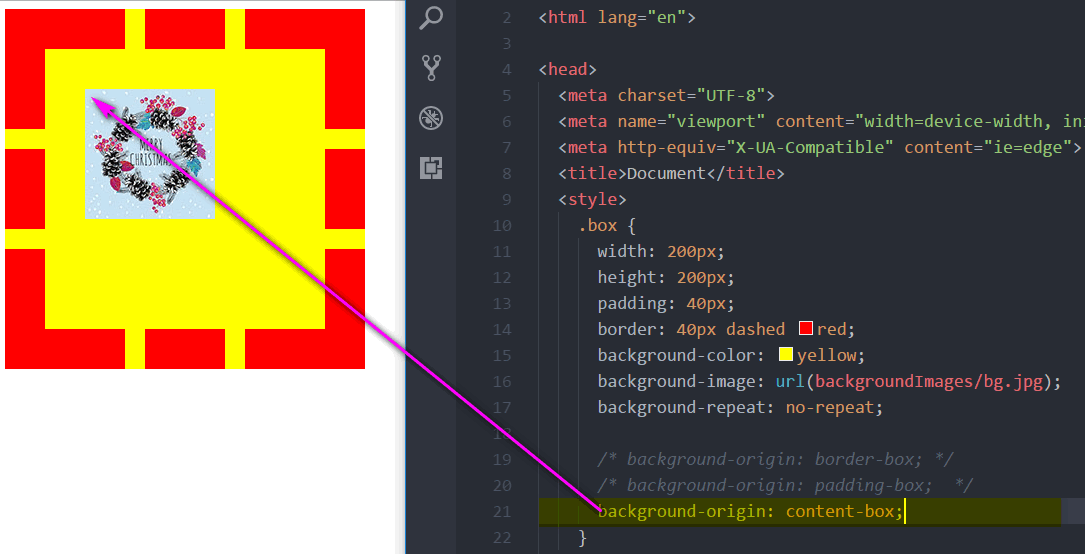 MERRY
CHRISTMAS
2 <html lang="en">
3
4 <head>
5 <meta charset="UTF-8">
6 <meta name="viewport" content="width=device-width, ini
7 <meta http-equiv="X-UA-Compatible" content="ie=edge">
8 <title>Document</title>
9 <style>
10 .box {
11 width: 200px;
12 height: 200px;
13 padding: 40px;
14 border: 40px dashed red;
15 background-color: yellow;
16 background-image: url(backgroundImages/bg.jpg);
17 background-repeat: no-repeat;
18
19 /* background-origin: border-box; */
20 /* background-origin: padding-box;  */
21 background-origin: content-box;
22 }